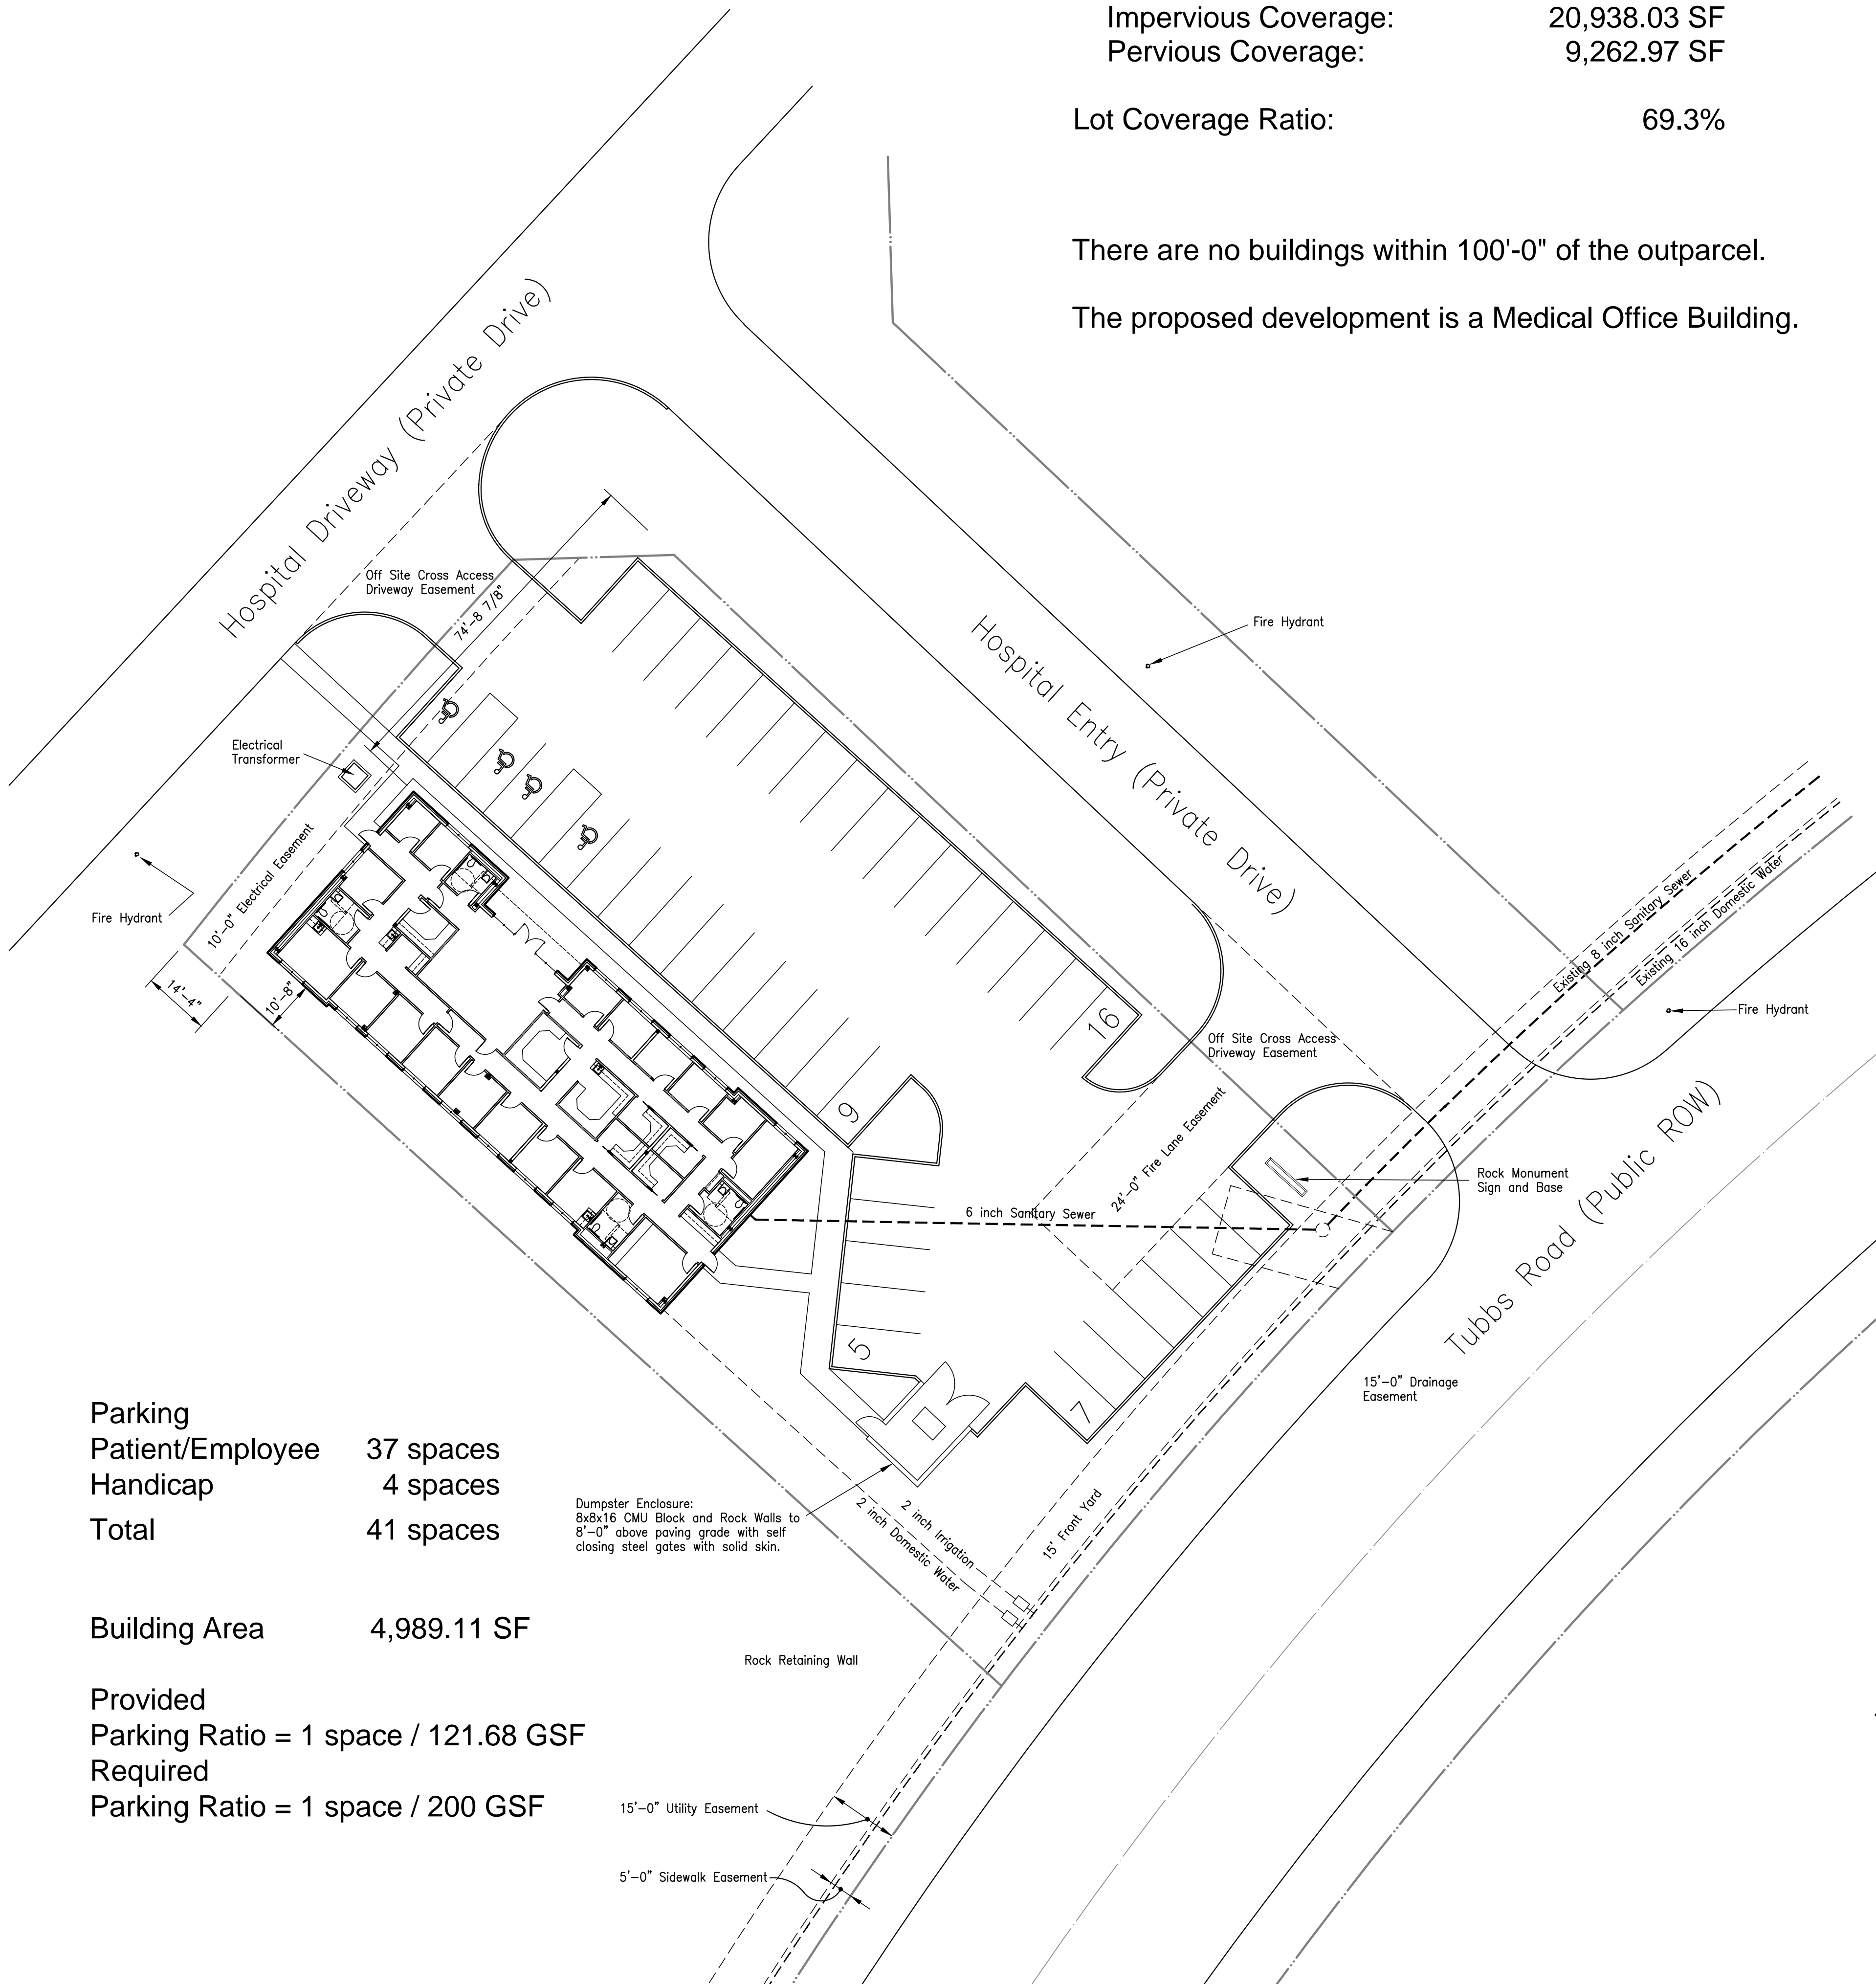 Impervious Coverage: 20,938.03 SF
Pervious Coverage: 9,262.97 SF
Lot Coverage Ratio: 69.3%
There are no buildings within 100'-0" of the outparcel.
The proposed development is a Medical Office Building.
Hospital Driveway (Private Drive)
Off Site Cross Access
Driveway Easement
74'-8 7/8"
Fire Hydrant
Hospital Entry (Private Drive)
Electrical
Transformer
10'-0" Electrical Easement
Fire Hydrant
14'-4"
10'-8"
Existing 8 inch Sanitary Sewer
Existing 16 inch Domestic Water
Fire Hydrant
16
Off Site Cross Access
Driveway Easement
9
24'-0" Fire Lane Easement
Rock Monument
Sign and Base
6 inch Sanitary Sewer
Tubbs Road (Public ROW)
5
15'-0" Drainage
Easement
7
Parking
Patient/Employee 37 spaces
Handicap 4 spaces
Total 41 spaces
Dumpster Enclosure:
8x8x16 CMU Block and Rock Walls to
8'-0" above paving grade with self
closing steel gates with solid skin.
2 inch Irrigation
2 inch Domestic Water
15' Front Yard
Building Area 4,989.11 SF
Rock Retaining Wall
Provided
Parking Ratio = 1 space / 121.68 GSF
Required
Parking Ratio = 1 space / 200 GSF
15'-0" Utility Easement
5'-0" Sidewalk Easement